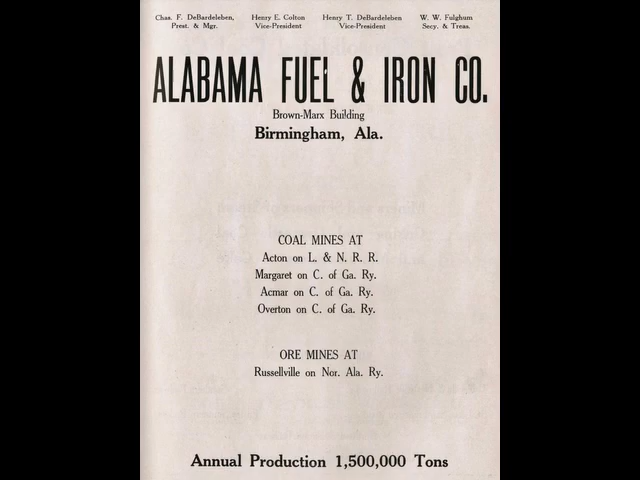 Chas. F. DeBardeleben, Henry E. Colton Henry T. DeBardeleben W. W. Fulghum
Prest. & Mgr. Vice-President Vice-President Secy. & Treas.
ALABAMA FUEL & IRON CO.
Brown-Marx Building
Birmingham, Ala.
COAL MINES AT
Acton on L. & N. R. R.
Margaret on C. of Ga. Ry.
Acmar on C. of Ga. Ry.
Overton on C. of Ga. Ry.
ORE MINES AT
Russellville on Nor. Ala. Ry.
Annual Production 1,500,000 Tons